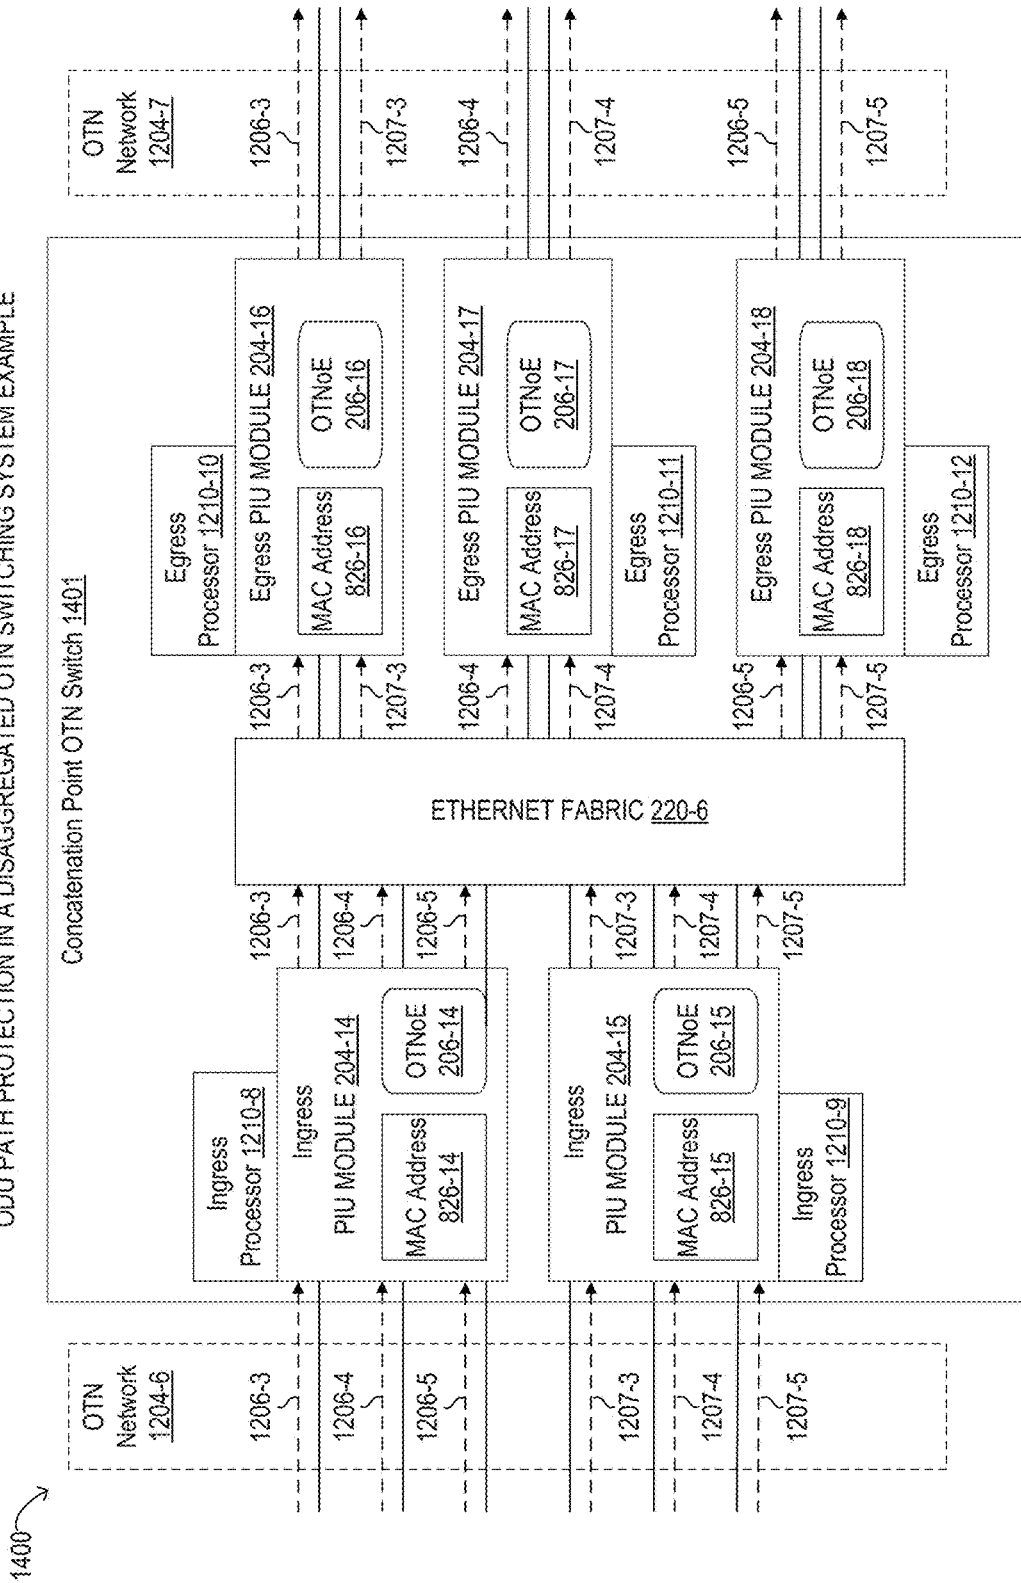 ODU PATH PROTECTION IN A DISAGGREGATED OTN SWITCHING SYSTEM EXAMPLE
1400
OTN
Network
1204-6
1206-3
1206-4
1206-5
1207-3
1207-4
1207-5
Concatenation Point OTN Switch 1401
Ingress
Processor 1210-8
Ingress
PIU MODULE 204-14
MAC Address
826-14
OTNoE
206-14
Ingress
PIU MODULE 204-15
MAC Address
826-15
OTNoE
206-15
Ingress
Processor 1210-9
1206-3
1206-4
1206-5
1207-3
1207-4
1207-5
ETHERNET FABRIC 220-6
1206-3
1207-3
1206-4
1207-4
1206-5
1207-5
Egress
Processor 1210-10
Egress PIU MODULE 204-16
MAC Address
826-16
OTNoE
206-16
Egress PIU MODULE 204-17
MAC Address
826-17
OTNoE
206-17
Egress
Processor 1210-11
Egress PIU MODULE 204-18
MAC Address
826-18
OTNoE
206-18
Egress
Processor 1210-12
OTN
Network
1204-7
1206-3
1207-3
1206-4
1207-4
1206-5
1207-5